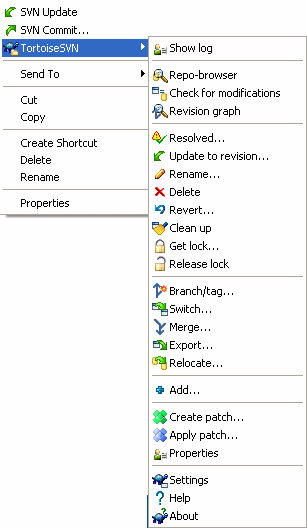 SVN Update
SVN Commit...
TortoiseSVN
Send To
Cut
Copy
Create Shortcut
Delete
Rename
Properties
Show log
Repo-browser
Check for modifications
Revision graph
Resolved...
Update to revision...
Rename...
Delete
Revert...
Clean up
Get lock...
Release lock
Branch/tag...
Switch...
Merge...
Export...
Relocate...
Add...
Create patch...
Apply patch...
Properties
Settings
Help
About